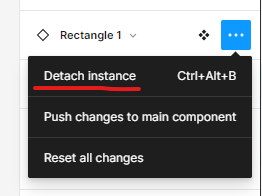 Rectangle 1
Detach instance Ctrl+Alt+B
Push changes to main component
Reset all changes